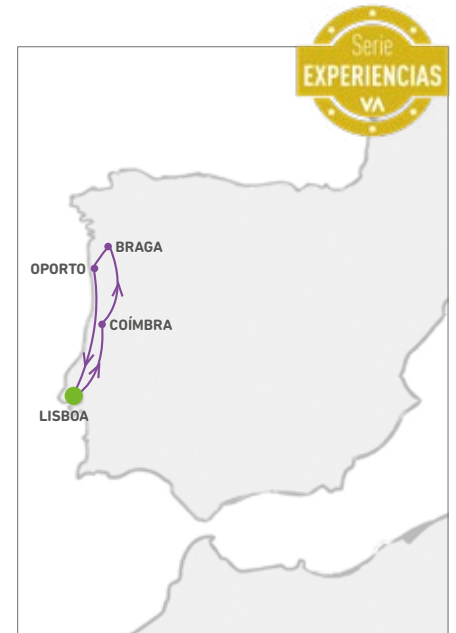 Serie
EXPERIENCIAS
VA
BRAGA
OPORTO
COÍMBRA
LISBOA